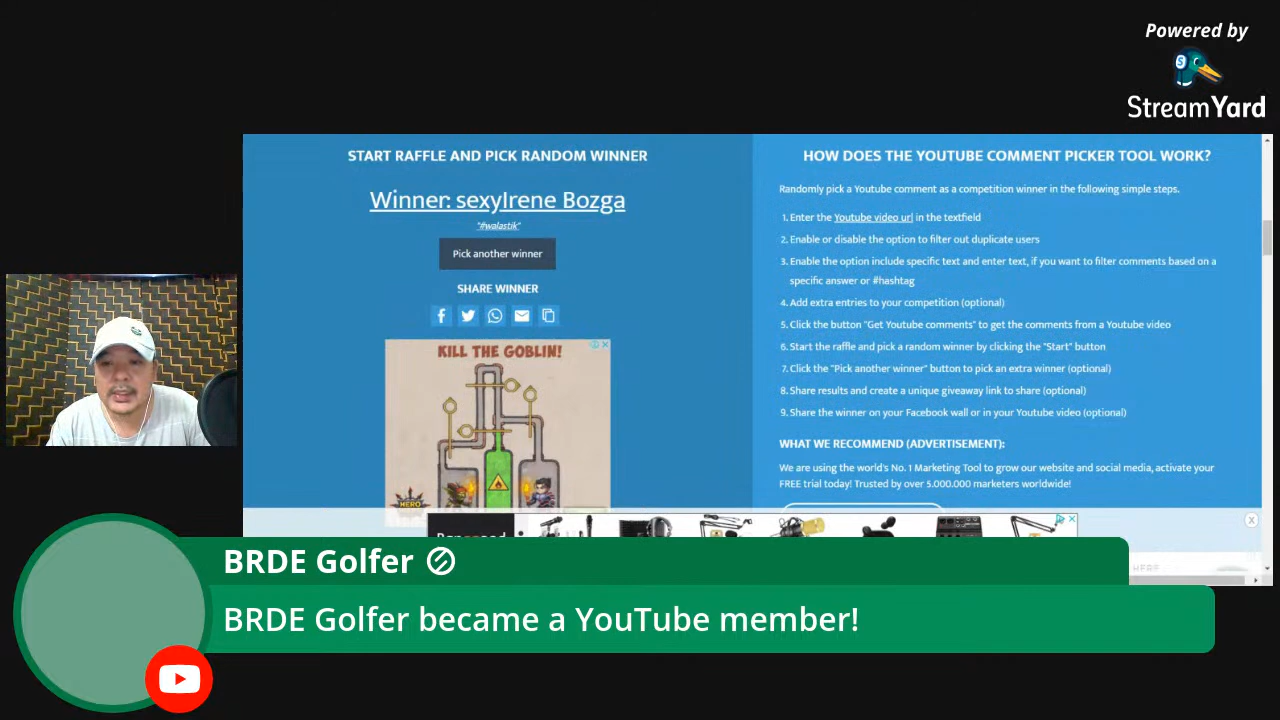 Powered by
StreamYard
START RAFFLE AND PICK RANDOM WINNER
Winner: sexyIrene Bozga
"#walastik"
Pick another winner
SHARE WINNER
KILL THE GOBLIN!
HERO
HOW DOES THE YOUTUBE COMMENT PICKER TOOL WORK?
Randomly pick a Youtube comment as a competition winner in the following simple steps.
1. Enter the Youtube video url in the textfield
2. Enable or disable the option to filter out duplicate users
3. Enable the option include specific text and enter text, if you want to filter comments based on a
specific answer or #hashtag
4. Add extra entries to your competition (optional)
5. Click the button "Get Youtube comments" to get the comments from a Youtube video
6. Start the raffle and pick a random winner by clicking the "Start" button
7. Click the "Pick another winner" button to pick an extra winner (optional)
8. Share results and create a unique giveaway link to share (optional)
9. Share the winner on your Facebook wall or in your Youtube video (optional)
WHAT WE RECOMMEND (ADVERTISEMENT):
We are using the world's No. 1 Marketing Tool to grow our website and social media, activate your
FREE trial today! Trusted by over 5.000.000 marketers worldwide!
BRDE Golfer
BRDE Golfer became a YouTube member!